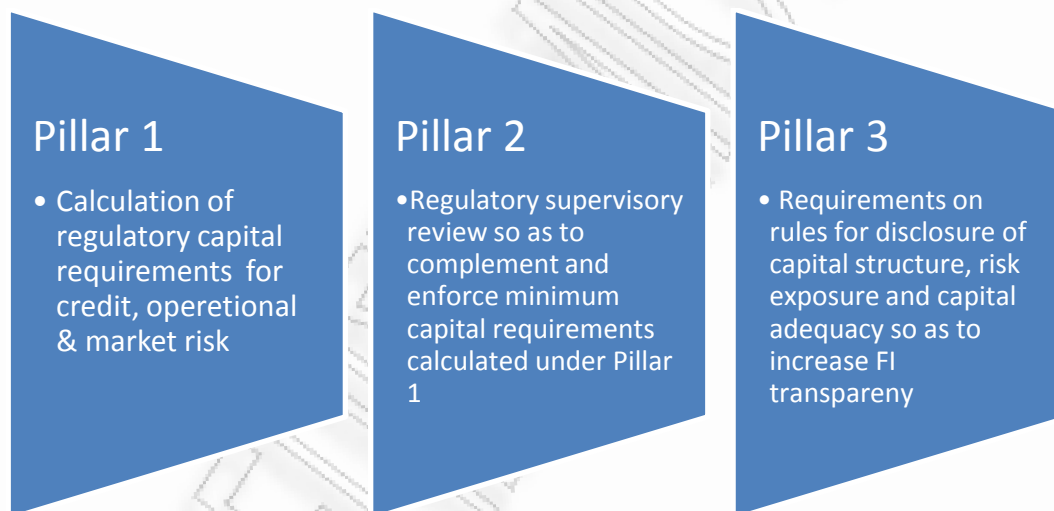 Pillar 1
• Calculation of
regulatory capital
requirements for
credit, operetional
& market risk
Pillar 2
•Regulatory supervisory
review so as to
complement and
enforce minimum
capital requirements
calculated under Pillar
1
Pillar 3
• Requirements on
rules for disclosure of
capital structure, risk
exposure and capital
adequacy so as to
increase FI
transpareny